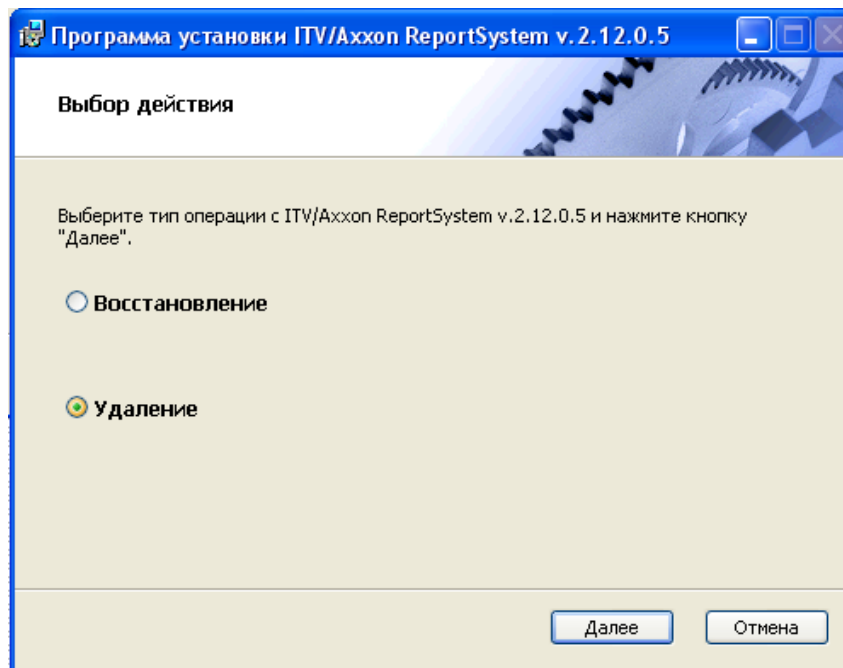 Программа установки ITV/Axxon ReportSystem v.2.12.0.5
Выбор действия
Выберите тип операции с ITV/Axxon ReportSystem v.2.12.0.5 и нажмите кнопку
"Далее".
Восстановление
Удаление
Далее
Отмена